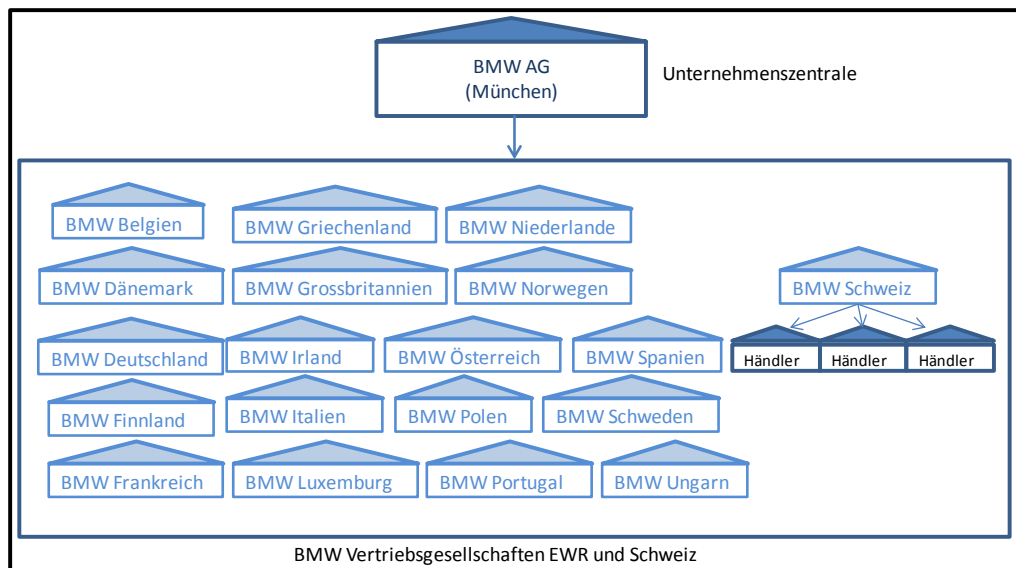 BMW AG
(München)
Unternehmenszentrale
BMW Belgien
BMW Griechenland
BMW Niederlande
BMW Dänemark
BMW Grossbritannien
BMW Norwegen
BMW Schweiz
BMW Deutschland
BMW Irland
BMW Österreich
BMW Spanien
Händler
Händler
Händler
BMW Finnland
BMW Italien
BMW Polen
BMW Schweden
BMW Frankreich
BMW Luxemburg
BMW Portugal
BMW Ungarn
BMW Vertriebsgesellschaften EWR und Schweiz